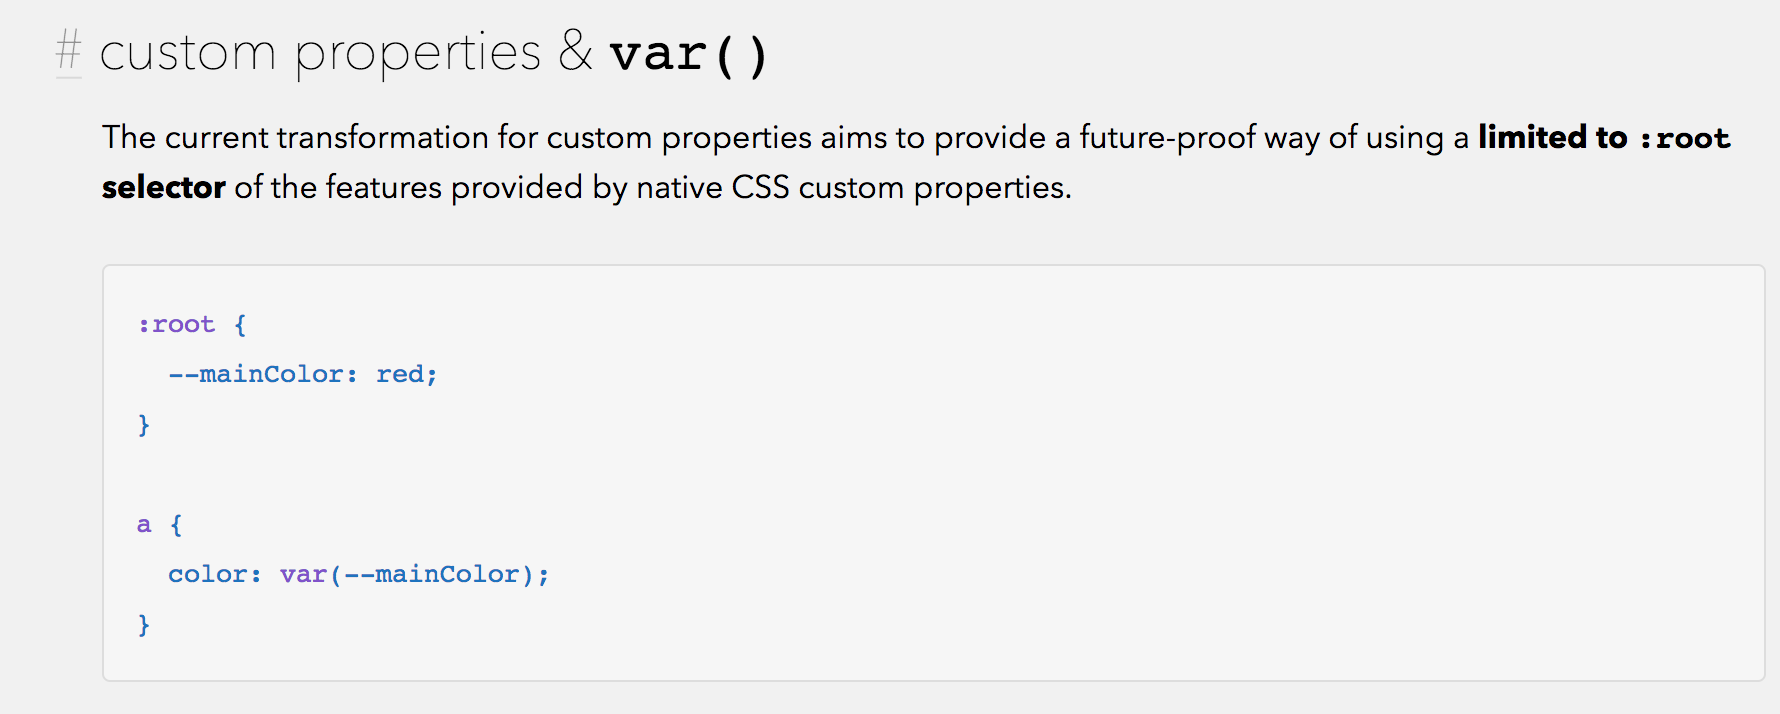 # custom properties & var()
The current transformation for custom properties aims to provide a future-proof way of using a limited to :root
selector of the features provided by native CSS custom properties.
:root {
  --mainColor: red;
}
a {
  color: var(--mainColor);
}